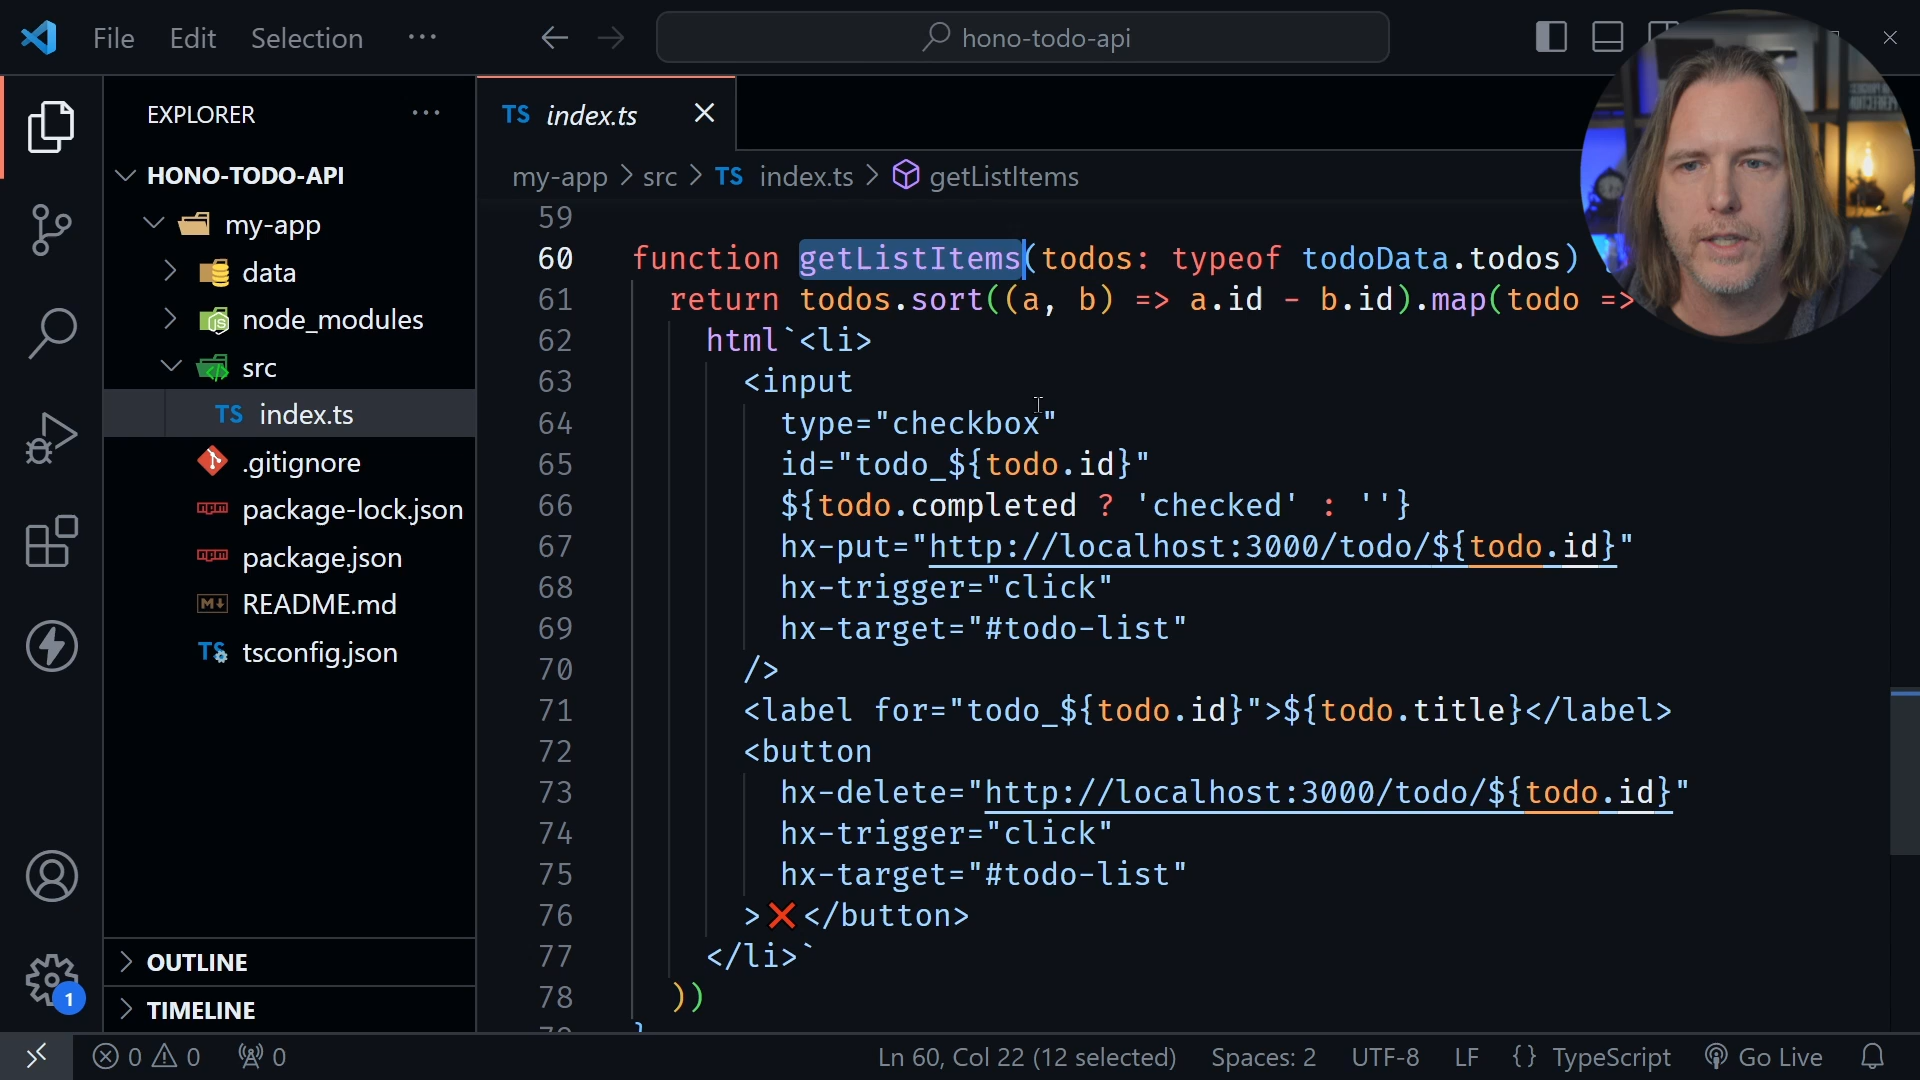 File Edit Selection ···
hono-todo-api
EXPLORER ···
HONO-TODO-API
my-app
data
node_modules
src
TS index.ts
.gitignore
package-lock.json
package.json
README.md
tsconfig.json
OUTLINE
TIMELINE
1
TS index.ts
my-app > src > TS index.ts > getListItems
59
60 function getListItems(todos: typeof todoData.todos) {
61 return todos.sort((a, b) => a.id - b.id).map(todo =>
62 html`<li>
63 <input
64 type="checkbox"
65 id="todo_${todo.id}"
66 ${todo.completed ? 'checked' : ''}
67 hx-put="http://localhost:3000/todo/${todo.id}"
68 hx-trigger="click"
69 hx-target="#todo-list"
70 />
71 <label for="todo_${todo.id}">${todo.title}</label>
72 <button
73 hx-delete="http://localhost:3000/todo/${todo.id}"
74 hx-trigger="click"
75 hx-target="#todo-list"
76 >❌</button>
77 </li>`
78 ))
0 0 0 Ln 60, Col 22 (12 selected) Spaces: 2 UTF-8 LF {} TypeScript Go Live